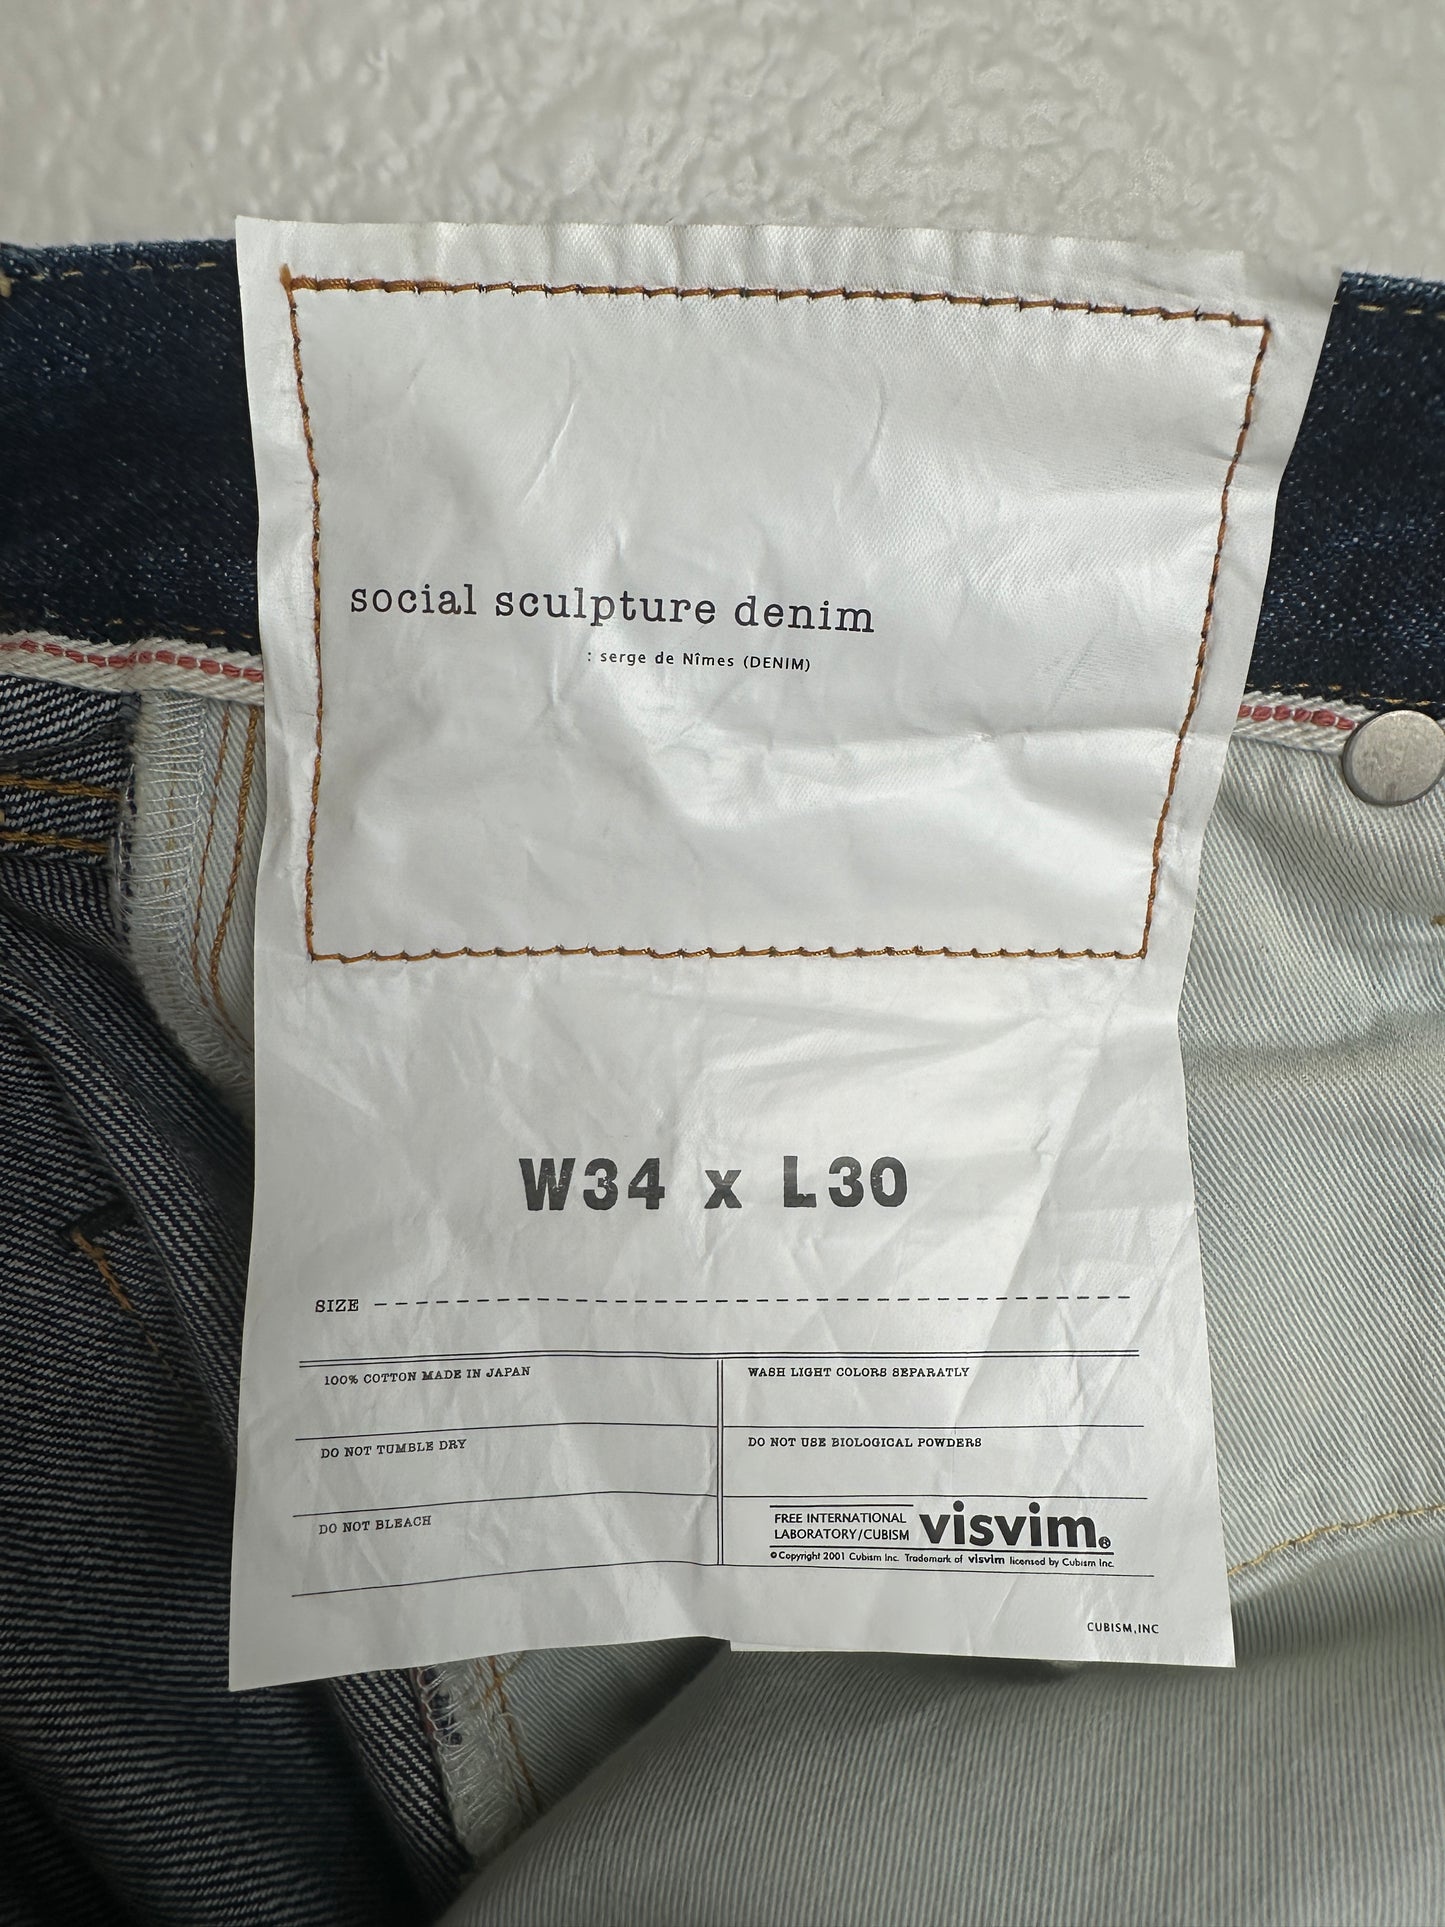 social sculpture denim
: serge de Nîmes (DENIM)
W34 x L30
SIZE
100% COTTON MADE IN JAPAN
WASH LIGHT COLORS SEPARATLY
DO NOT TUMBLE DRY
DO NOT USE BIOLOGICAL POWDERS
DO NOT BLEACH
FREE INTERNATIONAL
LABORATORY/CUBISM
visvim®
©Copyright 2001 Cubism Inc. Trademark of visvim licensed by Cubism Inc.
CUBISM,INC